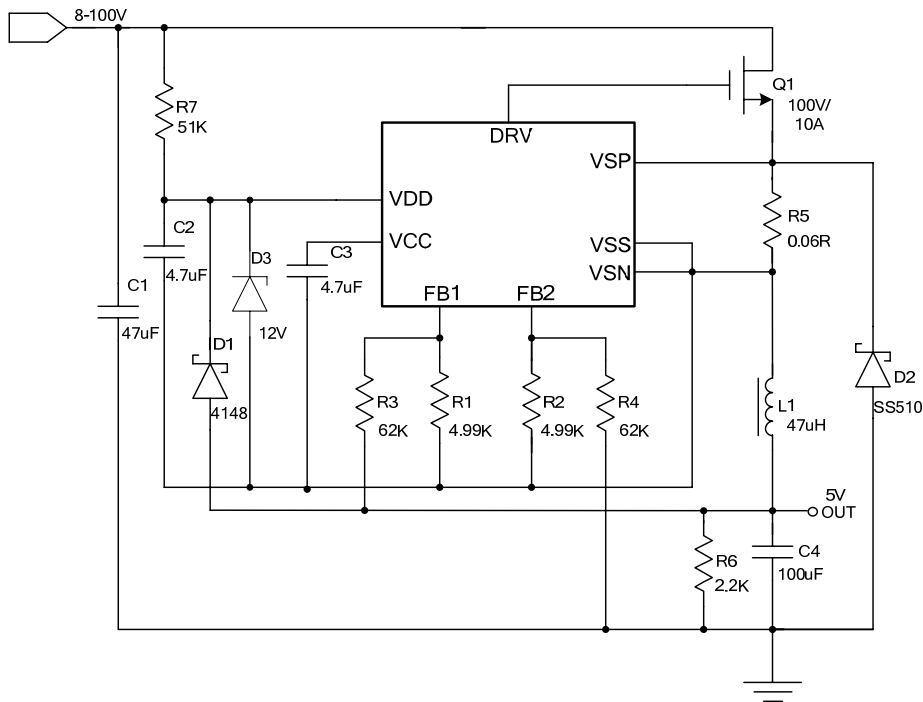 8-100V
R7
51K
DRV
Q1
100V/
10A
VSP
VDD
R5
0.06R
C2
4.7uF
VCC
VSS
VSN
D3
12V
C3
4.7uF
C1
47uF
FB1
FB2
D1
4148
R3
62K
R1
4.99K
R2
4.99K
R4
62K
L1
47uH
D2
SS510
5V
OUT
R6
2.2K
C4
100uF